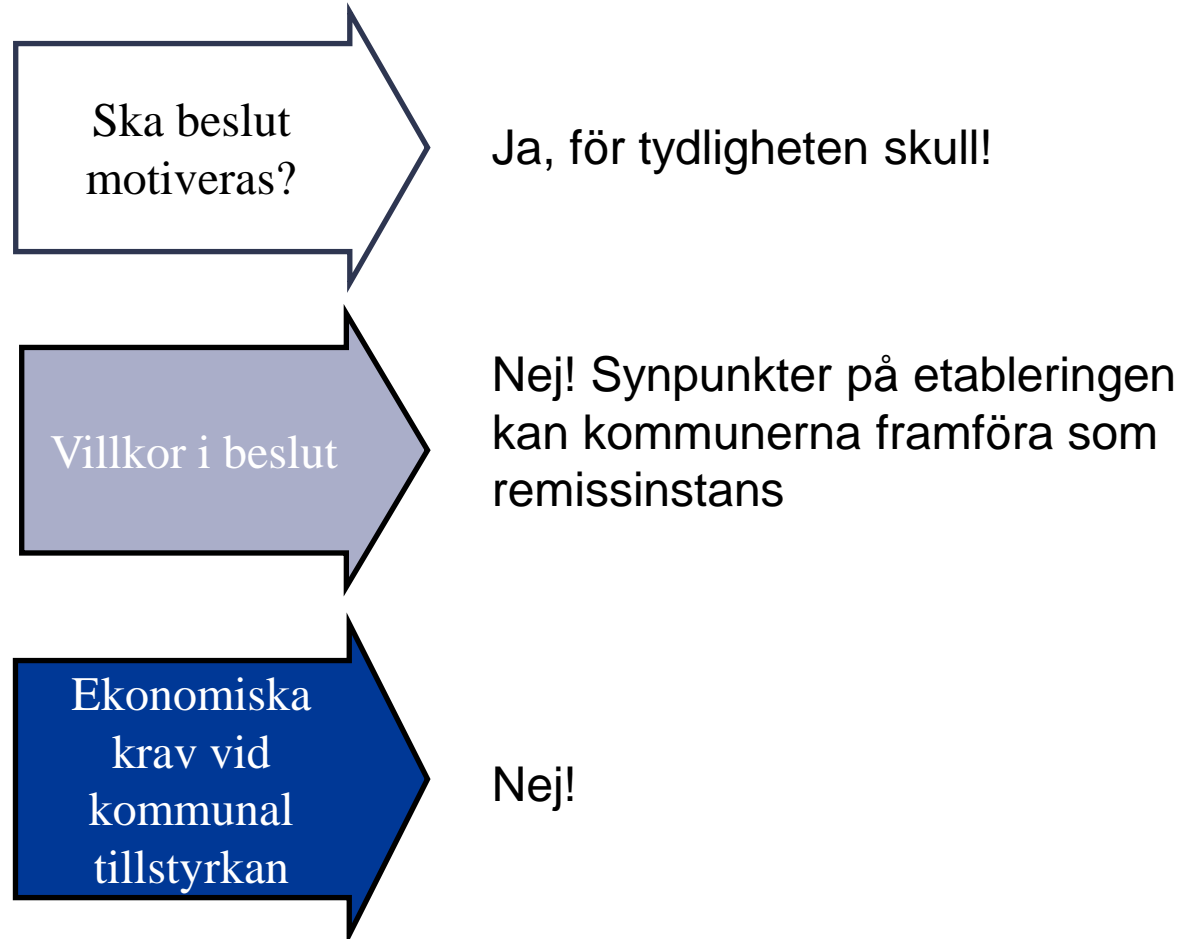 Ska beslut
motiveras?
Ja, för tydligheten skull!
Villkor i beslut
Nej! Synpunkter på etableringen
kan kommunerna framföra som
remissinstans
Ekonomiska
krav vid
kommunal
tillstyrkan
Nej!